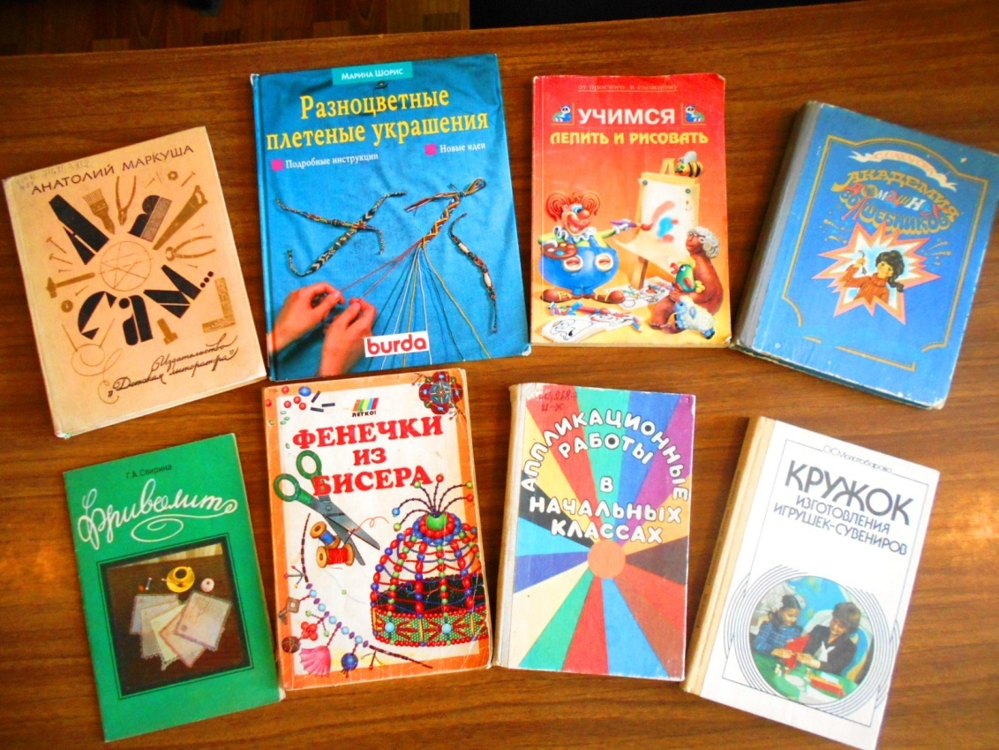 АНАТОЛИЙ МАРКУША
А Я
САМ...
Издательство
"Детская литература"
МАРИНА ШОРИС
Разноцветные
плетеные украшения
Подробные инструкции
Новые идеи
burda
от простого к сложному
УЧИМСЯ
ЛЕПИТЬ И РИСОВАТЬ
АКАДЕМИЯ
ДОМАШНИХ
ВОЛШЕБНИКОВ
Г.А. Свирина
Фриволите
ЛЕГКО!
ФЕНЕЧКИ
ИЗ
БИСЕРА
АППЛИКАЦИОННЫЕ
РАБОТЫ
В
НАЧАЛЬНЫХ
КЛАССАХ
О.С.Молотобарова
КРУЖОК
ИЗГОТОВЛЕНИЯ
ИГРУШЕК-СУВЕНИРОВ